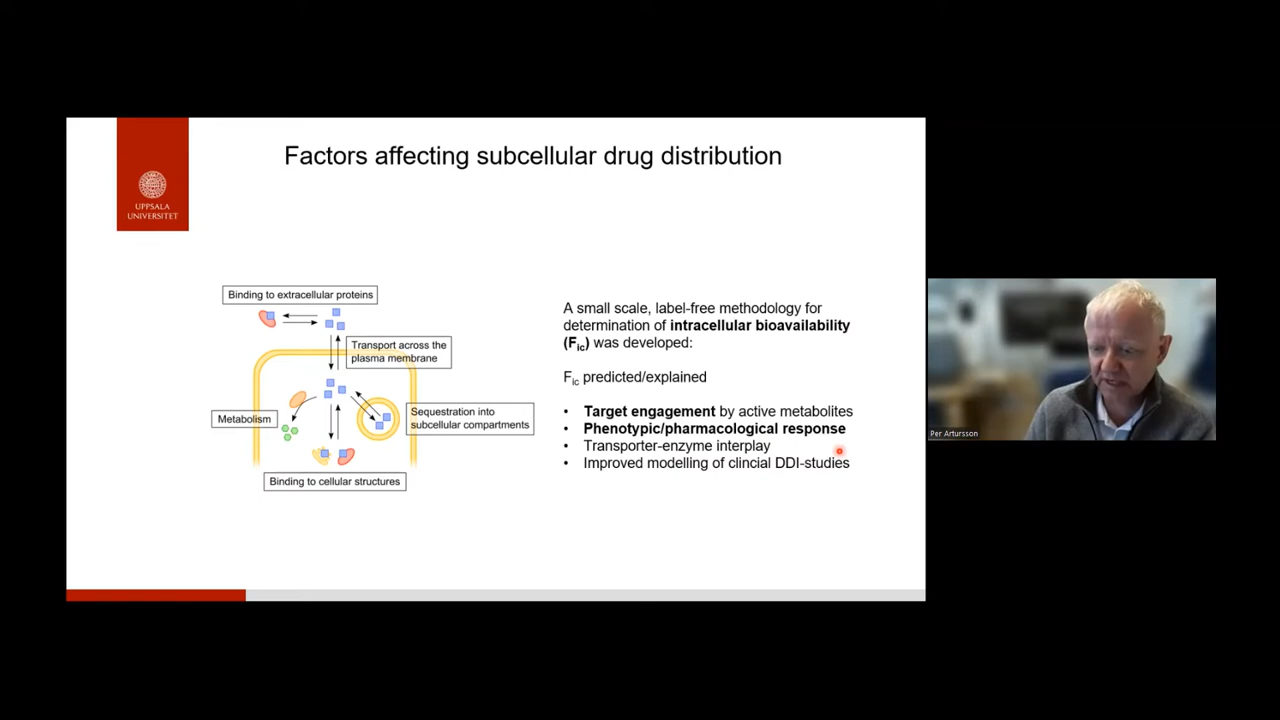 Factors affecting subcellular drug distribution
UPPSALA
UNIVERSITET
Binding to extracellular proteins
Transport across the
plasma membrane
Metabolism
Sequestration into
subcellular compartments
Binding to cellular structures
A small scale, label-free methodology for
determination of intracellular bioavailability
(Fic) was developed:
Fic predicted/explained
• Target engagement by active metabolites
• Phenotypic/pharmacological response
• Transporter-enzyme interplay
• Improved modelling of clincial DDI-studies
Per Artursson